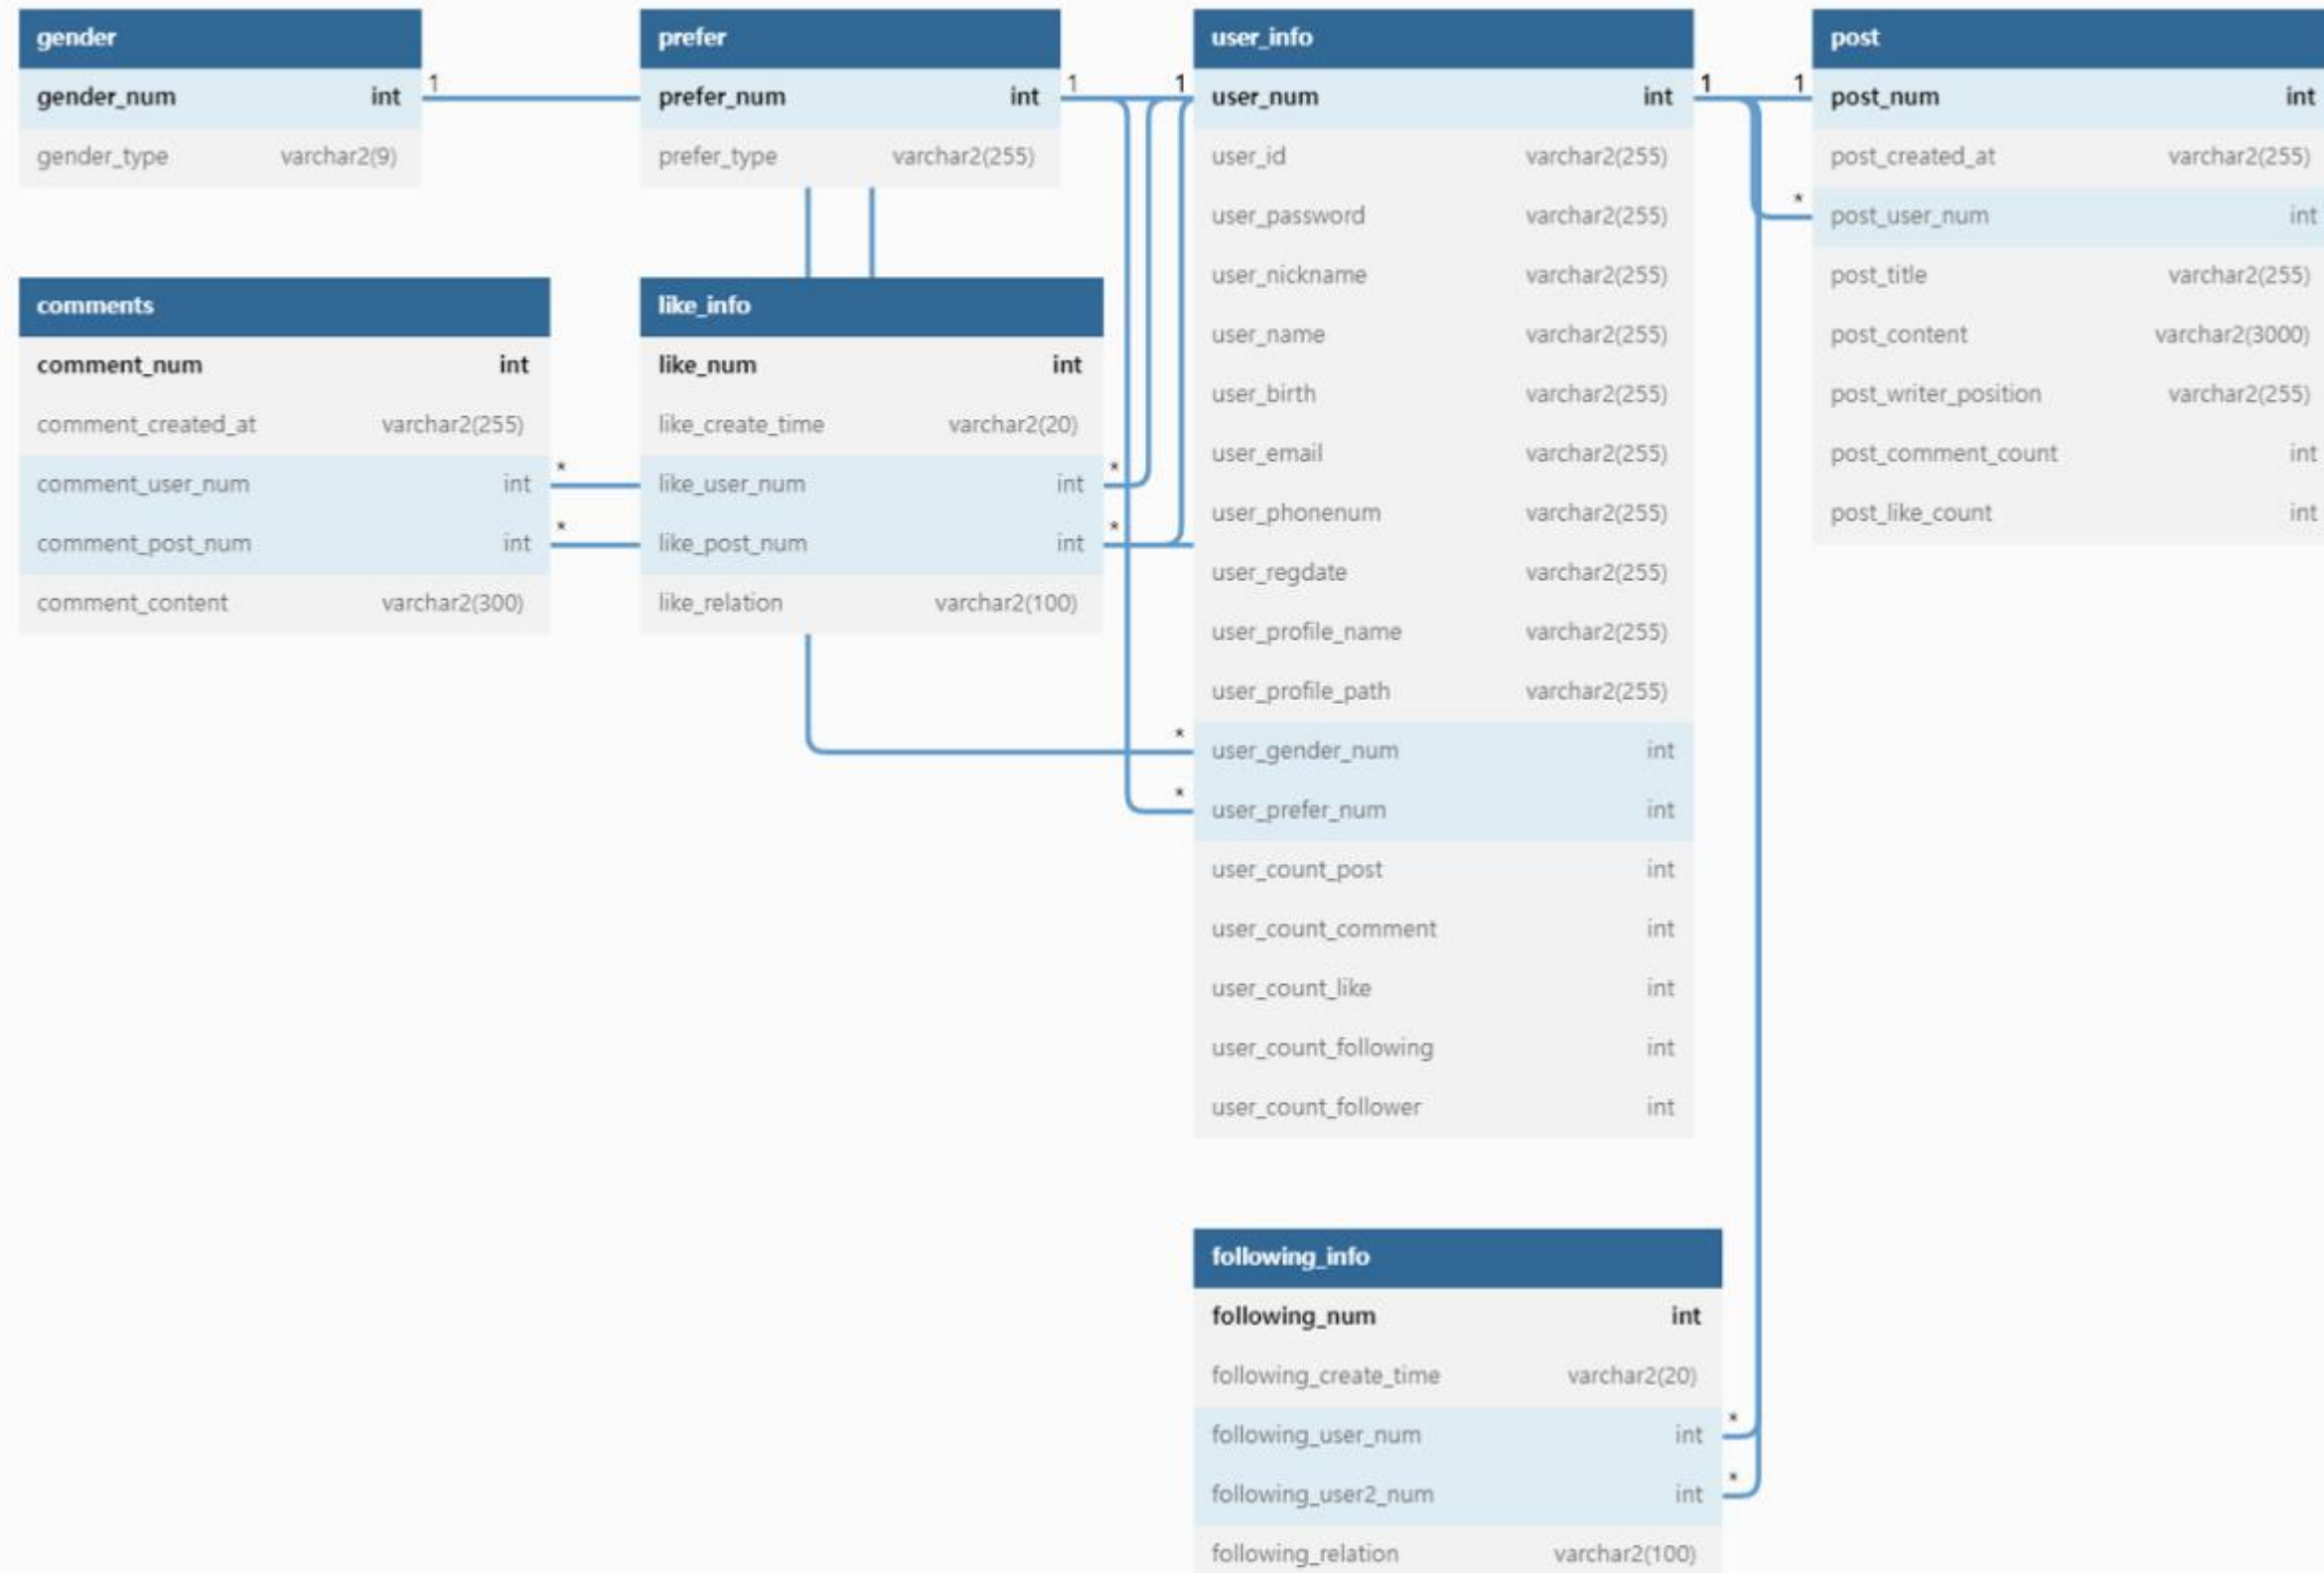 gender
gender_num int
gender_type varchar2(9)
1
prefer
prefer_num int
prefer_type varchar2(255)
1
1
user_info
user_num int
user_id varchar2(255)
user_password varchar2(255)
user_nickname varchar2(255)
user_name varchar2(255)
user_birth varchar2(255)
user_email varchar2(255)
user_phonenum varchar2(255)
user_regdate varchar2(255)
user_profile_name varchar2(255)
user_profile_path varchar2(255)
* user_gender_num int
* user_prefer_num int
user_count_post int
user_count_comment int
user_count_like int
user_count_following int
user_count_follower int
1
1
post
post_num int
post_created_at varchar2(255)
* post_user_num int
post_title varchar2(255)
post_content varchar2(3000)
post_writer_position varchar2(255)
post_comment_count int
post_like_count int
comments
comment_num int
comment_created_at varchar2(255)
comment_user_num int *
comment_post_num int *
comment_content varchar2(300)
like_info
like_num int
like_create_time varchar2(20)
like_user_num int *
like_post_num int *
like_relation varchar2(100)
following_info
following_num int
following_create_time varchar2(20)
following_user_num int *
following_user2_num int *
following_relation varchar2(100)